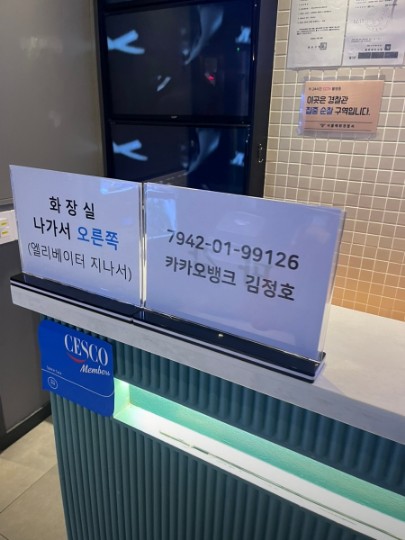 이곳은 경찰관
집중 순찰 구역입니다.
화장실
나가서 오른쪽
(엘리베이터 지나서)
7942-01-99126
카카오뱅크 김정호
CESCO
Members